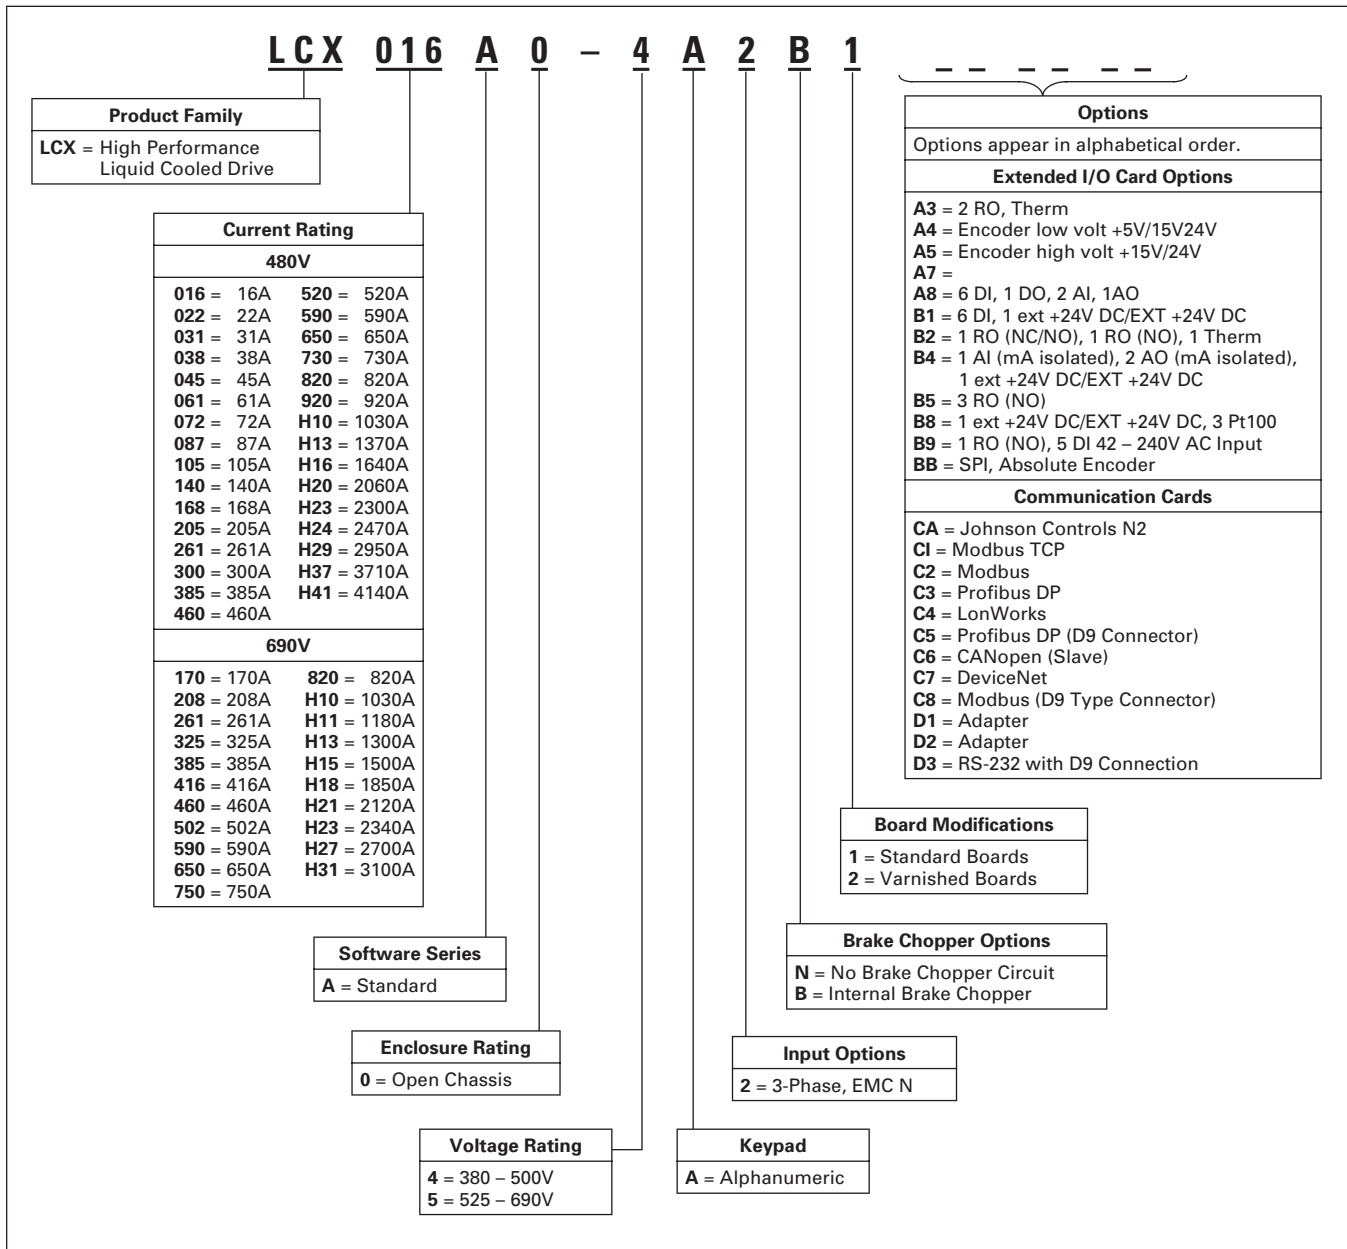 LCX 016 A 0 – 4 A 2 B 1 _ _ _ _ _ _
Product Family
LCX = High Performance
Liquid Cooled Drive
Current Rating
480V
016 = 16A 520 = 520A
022 = 22A 590 = 590A
031 = 31A 650 = 650A
038 = 38A 730 = 730A
045 = 45A 820 = 820A
061 = 61A 920 = 920A
072 = 72A H10 = 1030A
087 = 87A H13 = 1370A
105 = 105A H16 = 1640A
140 = 140A H20 = 2060A
168 = 168A H23 = 2300A
205 = 205A H24 = 2470A
261 = 261A H29 = 2950A
300 = 300A H37 = 3710A
385 = 385A H41 = 4140A
460 = 460A
690V
170 = 170A 820 = 820A
208 = 208A H10 = 1030A
261 = 261A H11 = 1180A
325 = 325A H13 = 1300A
385 = 385A H15 = 1500A
416 = 416A H18 = 1850A
460 = 460A H21 = 2120A
502 = 502A H23 = 2340A
590 = 590A H27 = 2700A
650 = 650A H31 = 3100A
750 = 750A
Software Series
A = Standard
Enclosure Rating
0 = Open Chassis
Voltage Rating
4 = 380 – 500V
5 = 525 – 690V
Keypad
A = Alphanumeric
Input Options
2 = 3-Phase, EMC N
Brake Chopper Options
N = No Brake Chopper Circuit
B = Internal Brake Chopper
Board Modifications
1 = Standard Boards
2 = Varnished Boards
Options
Options appear in alphabetical order.
Extended I/O Card Options
A3 = 2 RO, Therm
A4 = Encoder low volt +5V/15V24V
A5 = Encoder high volt +15V/24V
A7 =
A8 = 6 DI, 1 DO, 2 AI, 1AO
B1 = 6 DI, 1 ext +24V DC/EXT +24V DC
B2 = 1 RO (NC/NO), 1 RO (NO), 1 Therm
B4 = 1 AI (mA isolated), 2 AO (mA isolated),
1 ext +24V DC/EXT +24V DC
B5 = 3 RO (NO)
B8 = 1 ext +24V DC/EXT +24V DC, 3 Pt100
B9 = 1 RO (NO), 5 DI 42 – 240V AC Input
BB = SPI, Absolute Encoder
Communication Cards
CA = Johnson Controls N2
CI = Modbus TCP
C2 = Modbus
C3 = Profibus DP
C4 = LonWorks
C5 = Profibus DP (D9 Connector)
C6 = CANopen (Slave)
C7 = DeviceNet
C8 = Modbus (D9 Type Connector)
D1 = Adapter
D2 = Adapter
D3 = RS-232 with D9 Connection